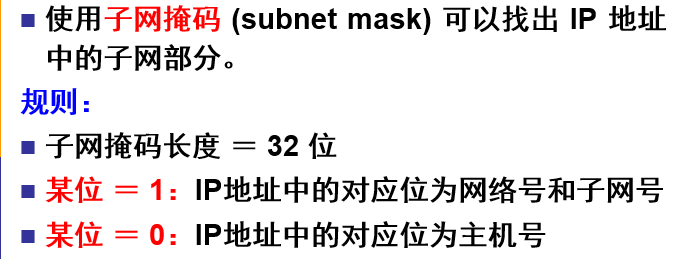 使用子网掩码 (subnet mask) 可以找出 IP 地址
中的子网部分。
规则：
子网掩码长度 ＝ 32 位
某位 ＝ 1：IP地址中的对应位为网络号和子网号
某位 ＝ 0：IP地址中的对应位为主机号